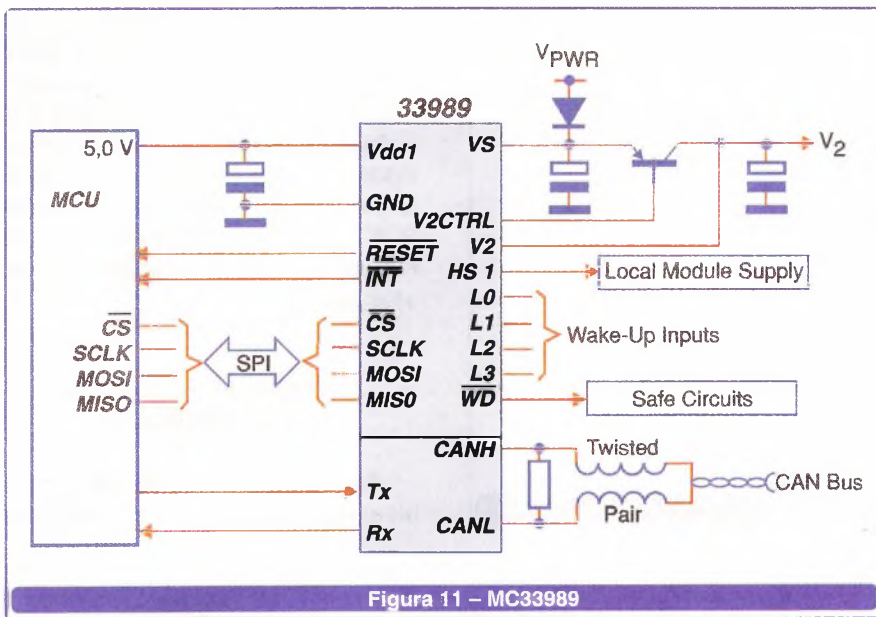 VPWR
33989
5,0 V
MCU
Vdd1
VS
V2
GND
V2CTRL
RESET
V2
INT
HS 1
Local Module Supply
L0
CS
CS
L1
Wake-Up Inputs
SCLK
SPI
SCLK
L2
MOSI
MOSI
L3
MISO
MIS0
WD
Safe Circuits
CANH
Twisted
CAN Bus
Tx
Pair
Rx
CANL
Figura 11 – MC33989